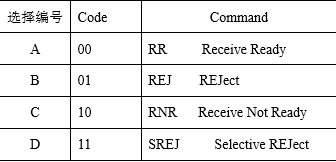 选择编号 Code Command
A 00 RR Receive Ready
B 01 REJ REJect
C 10 RNR Receive Not Ready
D 11 SREJ Selective REJect